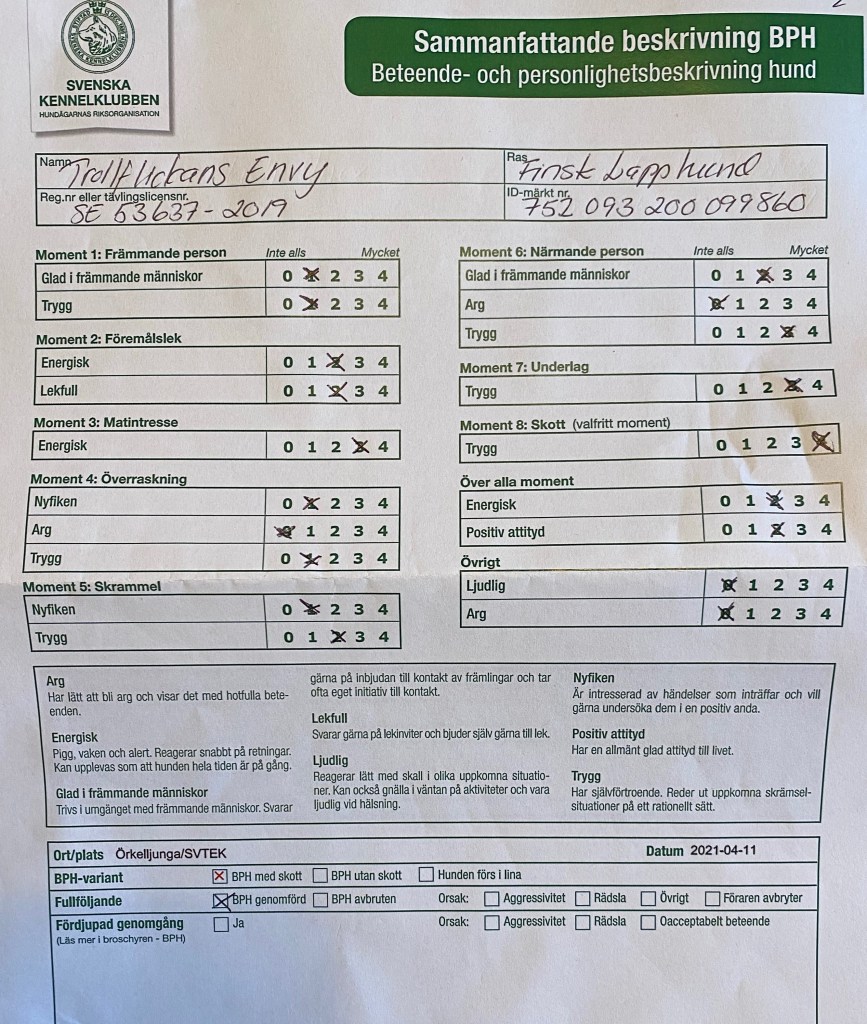 SVENSKA
KENNELKLUBBEN
HUNDÄGARNAS RIKSORGANISATION
Sammanfattande beskrivning BPH
Beteende- och personlighetsbeskrivning hund
Namn Trollflickans Envy
Ras Finsk Lapphund
Reg.nr eller tävlingslicensnr. SE 53637-2019
ID-märkt nr. 752 093 200 099860
Moment 1: Främmande person Inte alls Mycket
Glad i främmande människor 0 1 2 3 4
Trygg 0 1 2 3 4
Moment 2: Föremålslek
Energisk 0 1 2 3 4
Lekfull 0 1 2 3 4
Moment 3: Matintresse
Energisk 0 1 2 3 4
Moment 4: Överraskning
Nyfiken 0 1 2 3 4
Arg 0 1 2 3 4
Trygg 0 1 2 3 4
Moment 5: Skrammel
Nyfiken 0 1 2 3 4
Trygg 0 1 2 3 4
Moment 6: Närmande person Inte alls Mycket
Glad i främmande människor 0 1 2 3 4
Arg 0 1 2 3 4
Trygg 0 1 2 3 4
Moment 7: Underlag
Trygg 0 1 2 3 4
Moment 8: Skott (valfritt moment)
Trygg 0 1 2 3 4
Över alla moment
Energisk 0 1 2 3 4
Positiv attityd 0 1 2 3 4
Övrigt
Ljudlig 0 1 2 3 4
Arg 0 1 2 3 4
Arg
Har lätt att bli arg och visar det med hotfulla bete-
enden.
Energisk
Pigg, vaken och alert. Reagerar snabbt på retningar.
Kan upplevas som att hunden hela tiden är på gång.
Glad i främmande människor
Trivs i umgänget med främmande människor. Svarar
gärna på inbjudan till kontakt av främlingar och tar
ofta eget initiativ till kontakt.
Lekfull
Svarar gärna på lekinviter och bjuder själv gärna till lek.
Ljudlig
Reagerar lätt med skall i olika uppkomna situatio-
ner. Kan också gnälla i väntan på aktiviteter och vara
ljudlig vid hälsning.
Nyfiken
Är intresserad av händelser som inträffar och vill
gärna undersöka dem i en positiv anda.
Positiv attityd
Har en allmänt glad attityd till livet.
Trygg
Har självförtroende. Reder ut uppkomna skrämsel-
situationer på ett rationellt sätt.
Ort/plats Örkelljunga/SVTEK Datum 2021-04-11
BPH-variant BPH med skott BPH utan skott Hunden förs i lina
Fullföljande BPH genomförd BPH avbruten Orsak: Aggressivitet Rädsla Övrigt Föraren avbryter
Fördjupad genomgång Ja Orsak: Aggressivitet Rädsla Oacceptabelt beteende
(Läs mer i broschyren - BPH)